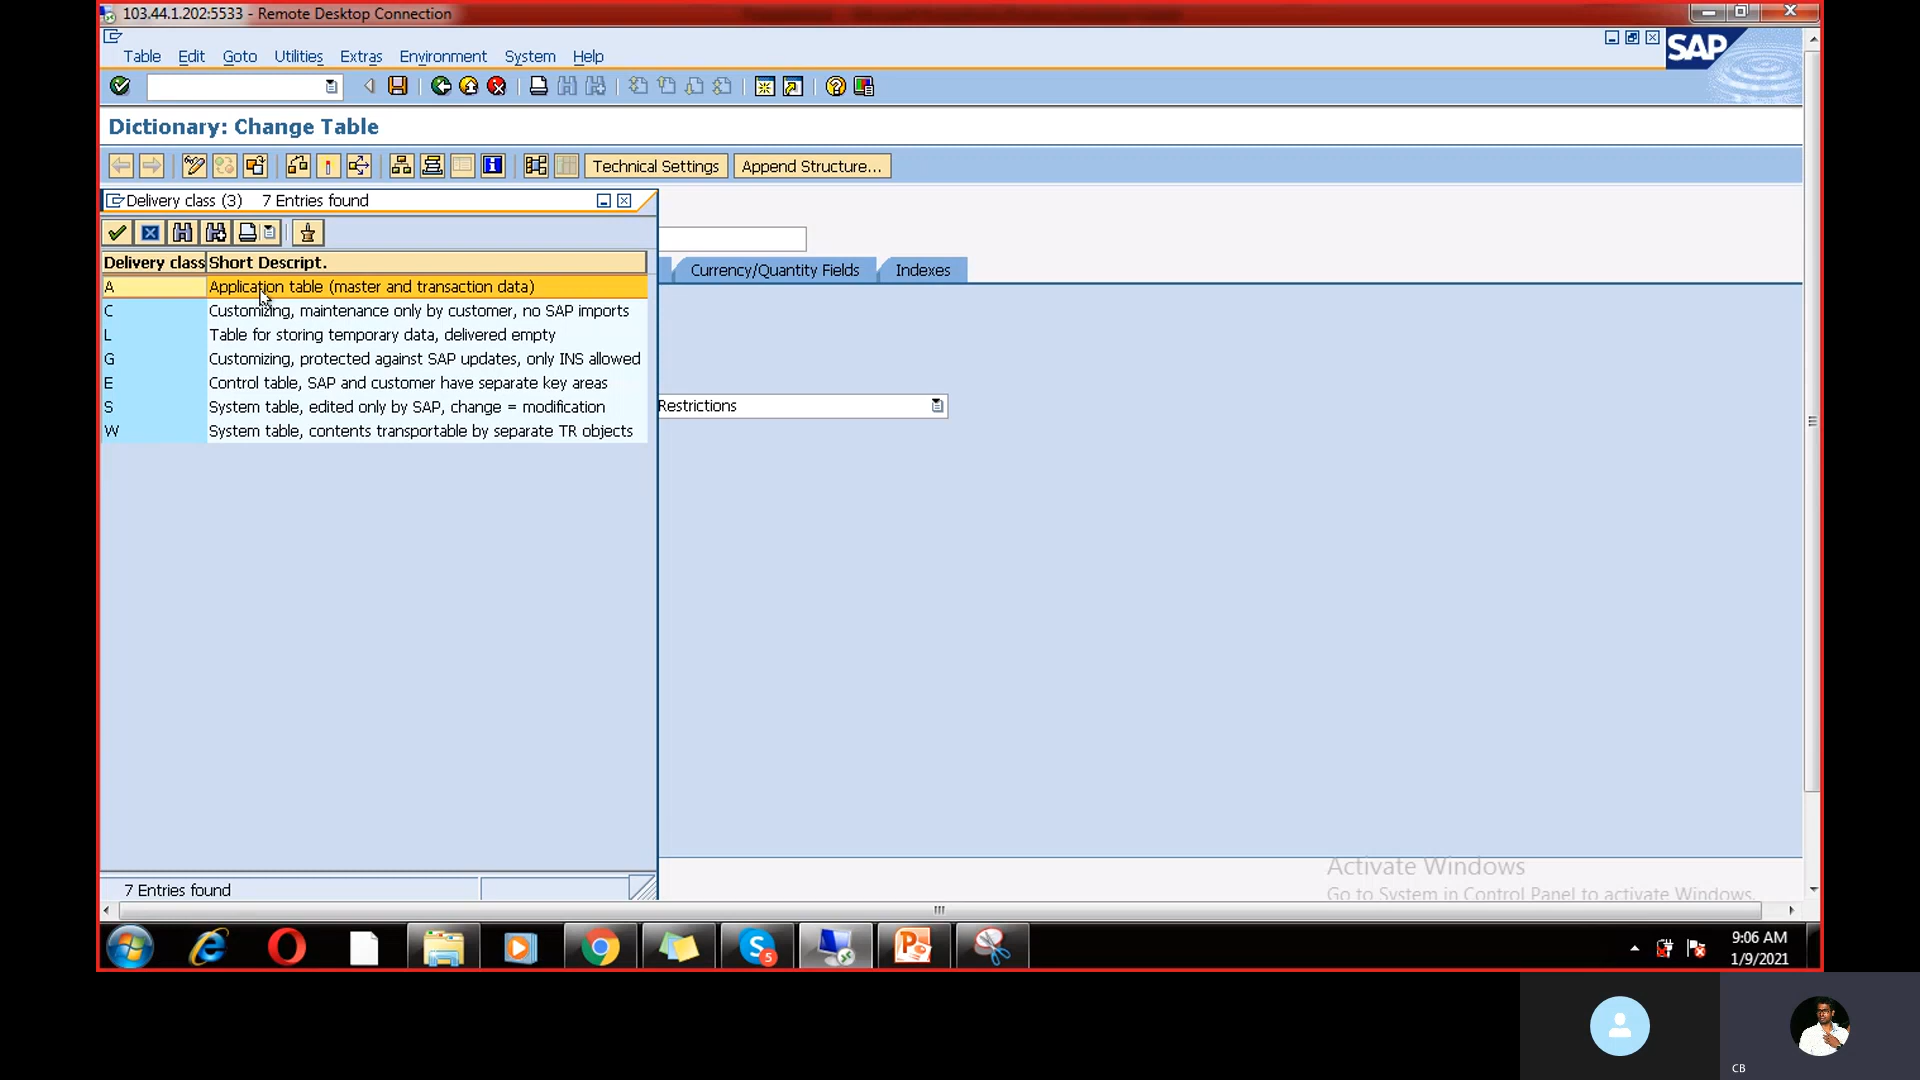 103.44.1.202:5533 - Remote Desktop Connection
Table Edit Goto Utilities Extras Environment System Help
SAP
Dictionary: Change Table
Technical Settings Append Structure...
Delivery class (3) 7 Entries found
Delivery class Short Descript.
A Application table (master and transaction data)
C Customizing, maintenance only by customer, no SAP imports
L Table for storing temporary data, delivered empty
G Customizing, protected against SAP updates, only INS allowed
E Control table, SAP and customer have separate key areas
S System table, edited only by SAP, change = modification
W System table, contents transportable by separate TR objects
Currency/Quantity Fields Indexes
Restrictions
Activate Windows
Go to System in Control Panel to activate Windows.
7 Entries found
5
9:06 AM
1/9/2021
CB